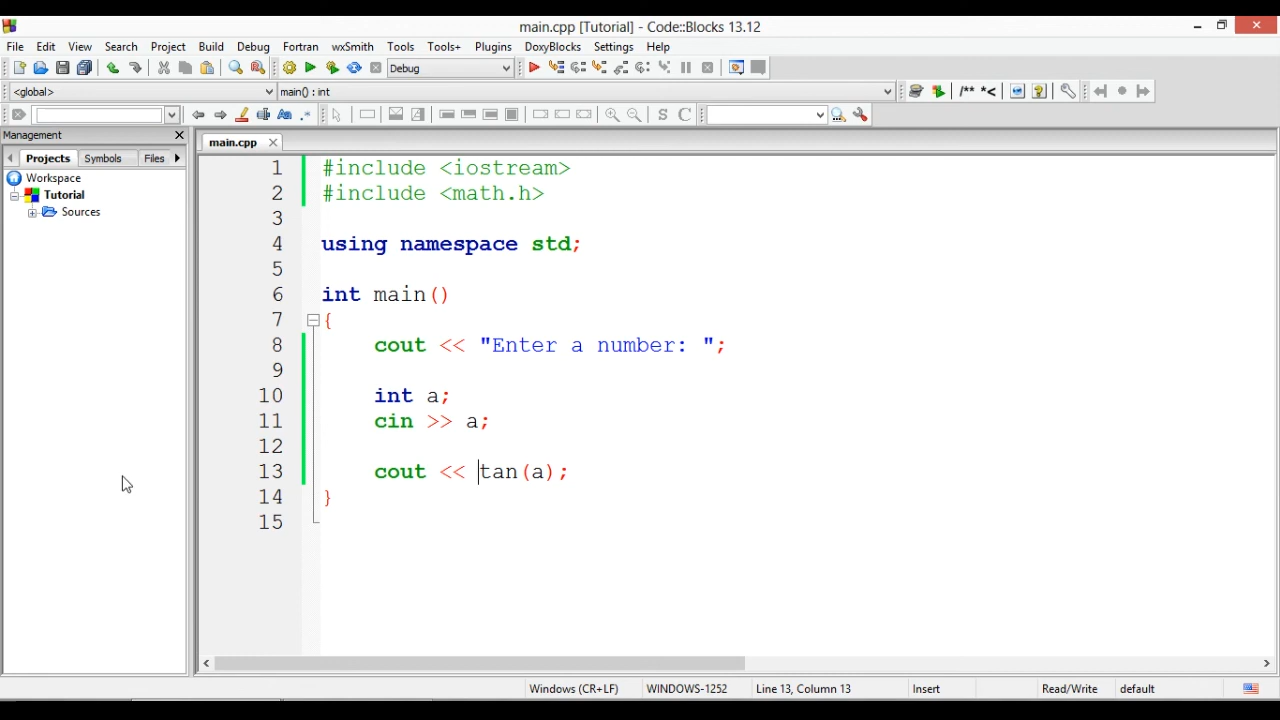 main.cpp [Tutorial] - Code::Blocks 13.12
File Edit View Search Project Build Debug Fortran wxSmith Tools Tools+ Plugins DoxyBlocks Settings Help
Debug
<global> main() : int
/** *<
Aa .*
S C
Management
Projects Symbols Files
main.cpp
Workspace
Tutorial
Sources
1 #include <iostream>
2 #include <math.h>
3
4 using namespace std;
5
6 int main()
7 {
8 cout << "Enter a number: ";
9
10 int a;
11 cin >> a;
12
13 cout << tan(a);
14 }
15
Windows (CR+LF) WINDOWS-1252 Line 13, Column 13 Insert Read/Write default